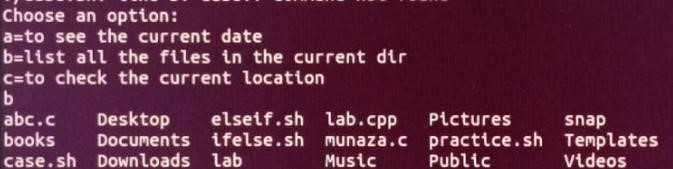 Choose an option:
a=to see the current date
b=list all the files in the current dir
c=to check the current location
b
abc.c Desktop elseif.sh lab.cpp Pictures snap
books Documents ifelse.sh munaza.c practice.sh Templates
case.sh Downloads lab Music Public Videos